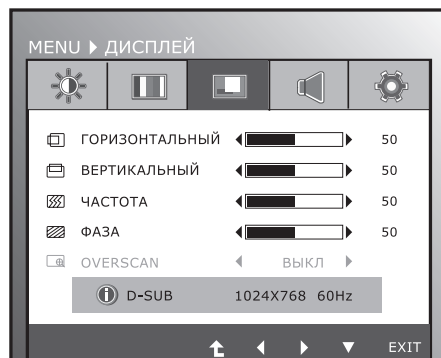 MENU ДИСПЛЕЙ
ГОРИЗОНТАЛЬНЫЙ 50
ВЕРТИКАЛЬНЫЙ 50
ЧАСТОТА 50
ФАЗА 50
OVERSCAN ВЫКЛ
D-SUB 1024X768 60Hz
EXIT